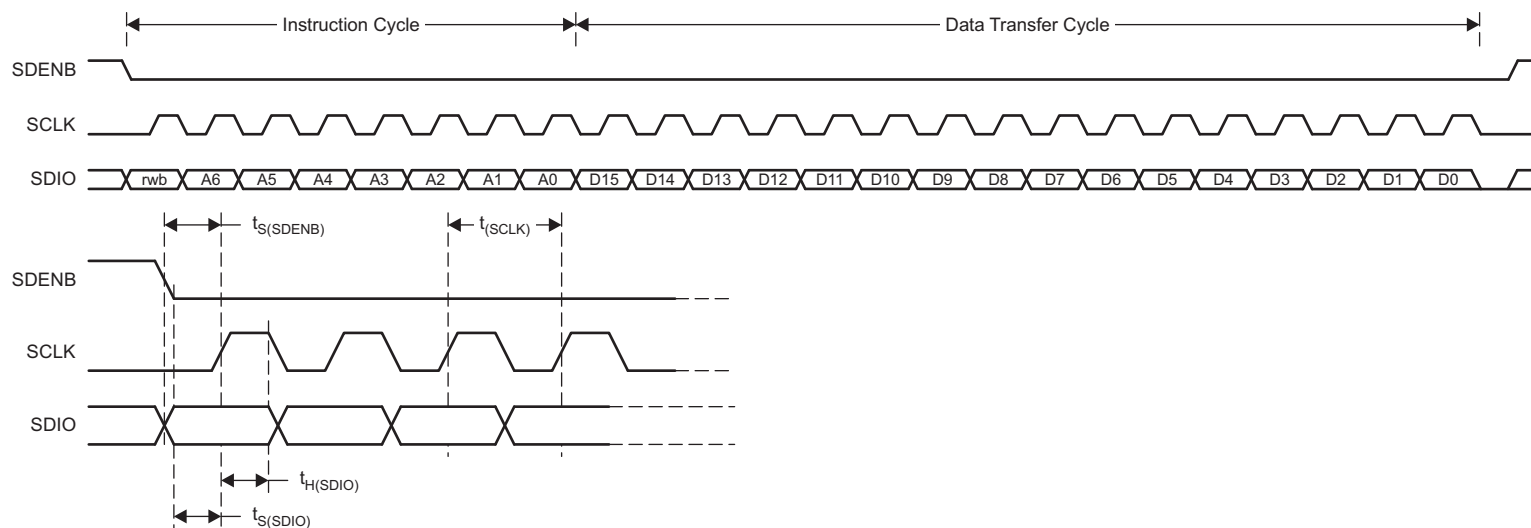 Instruction Cycle Data Transfer Cycle
SDENB
SCLK
SDIO rwb A6 A5 A4 A3 A2 A1 A0 D15 D14 D13 D12 D11 D10 D9 D8 D7 D6 D5 D4 D3 D2 D1 D0
tS(SDENB) t(SCLK)
SDENB
SCLK
SDIO
tH(SDIO)
tS(SDIO)